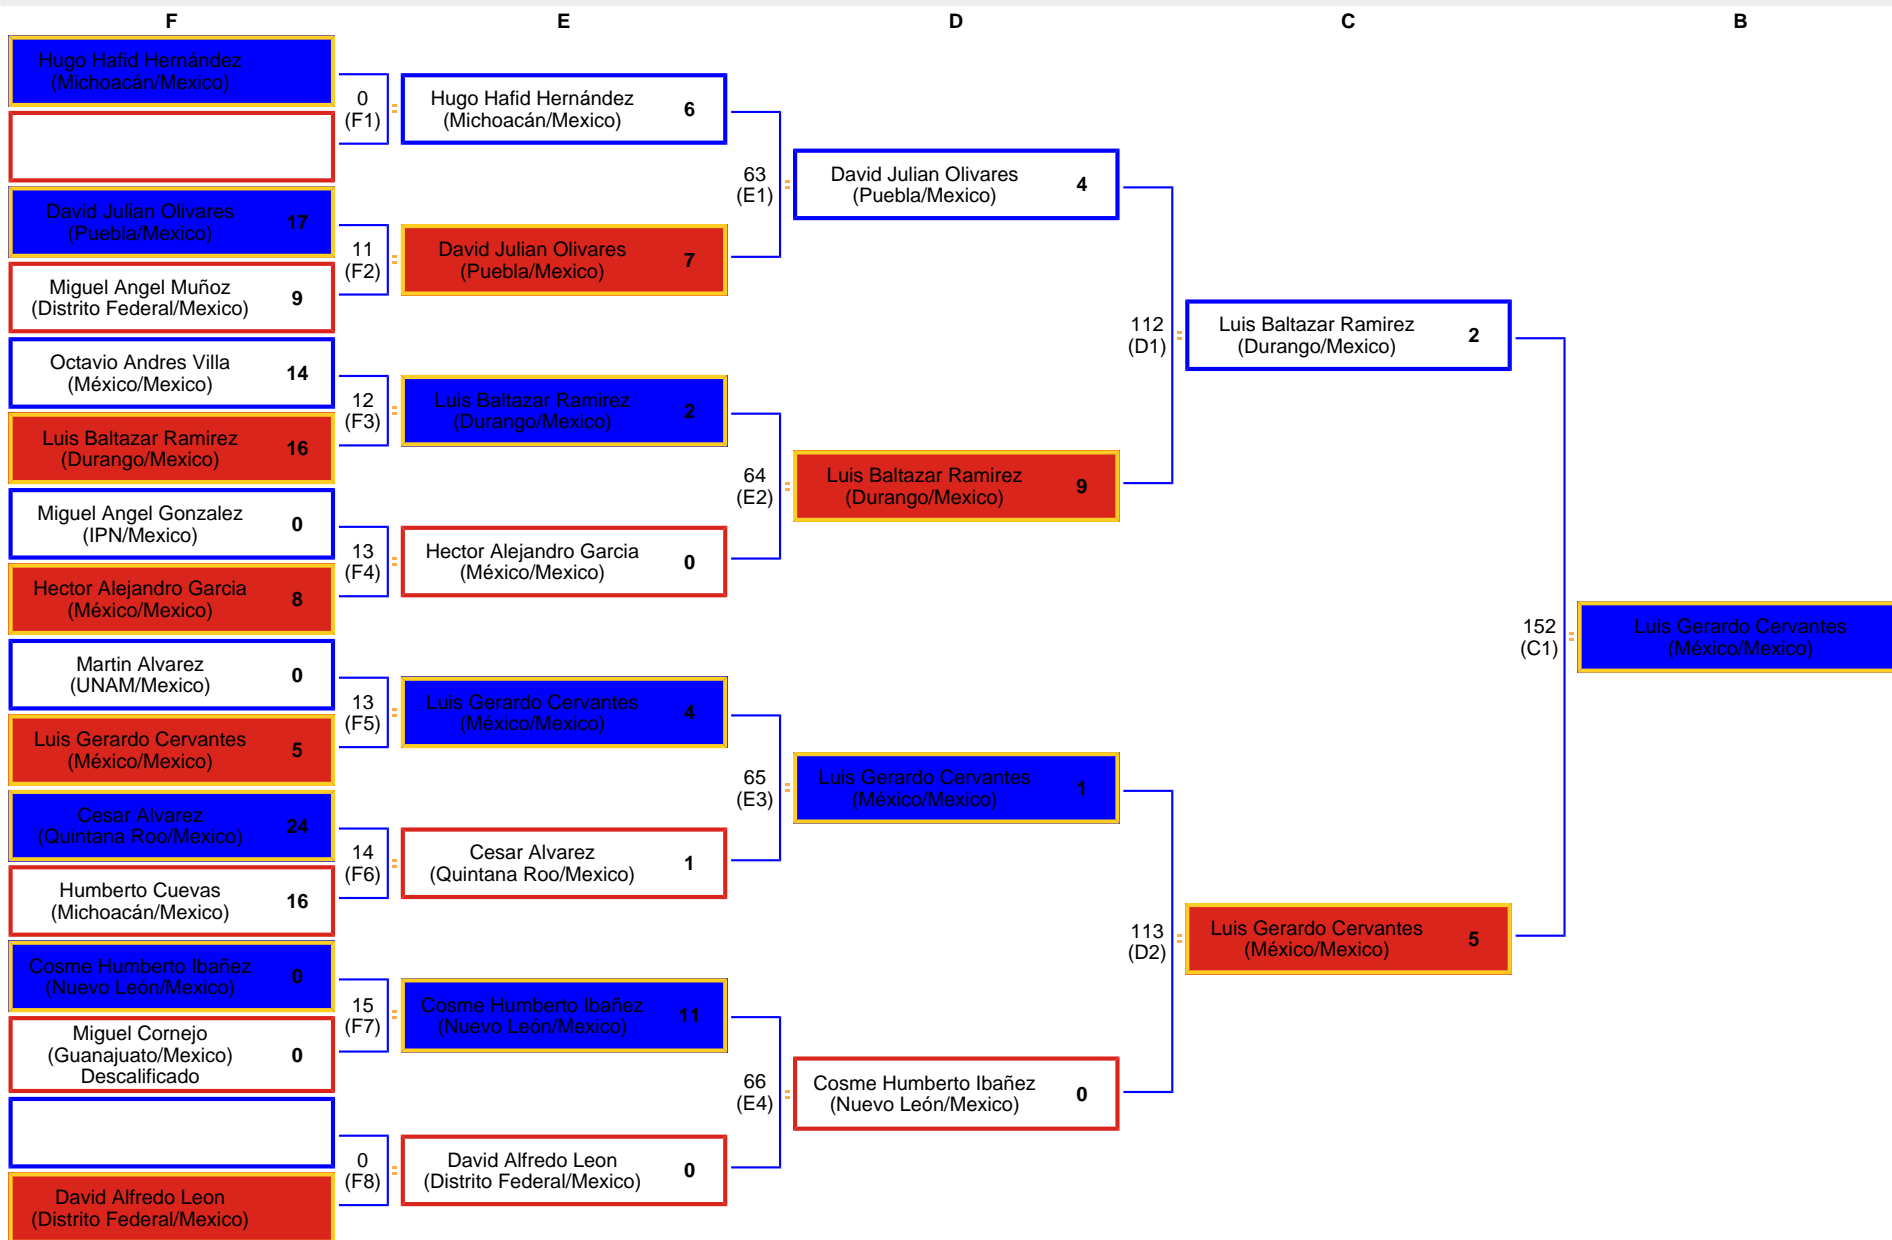 F
E
D
C
B
Hugo Hafid Hernández
(Michoacán/Mexico)
0
(F1)
David Julian Olivares
(Puebla/Mexico)
17
11
(F2)
Miguel Angel Muñoz
(Distrito Federal/Mexico)
9
Octavio Andres Villa
(México/Mexico)
14
12
(F3)
Luis Baltazar Ramirez
(Durango/Mexico)
16
Miguel Angel Gonzalez
(IPN/Mexico)
0
13
(F4)
Hector Alejandro Garcia
(México/Mexico)
8
Martin Alvarez
(UNAM/Mexico)
0
13
(F5)
Luis Gerardo Cervantes
(México/Mexico)
5
Cesar Alvarez
(Quintana Roo/Mexico)
24
14
(F6)
Humberto Cuevas
(Michoacán/Mexico)
16
Cosme Humberto Ibañez
(Nuevo León/Mexico)
0
15
(F7)
Miguel Cornejo
(Guanajuato/Mexico)
Descalificado
0
0
(F8)
David Alfredo Leon
(Distrito Federal/Mexico)
Hugo Hafid Hernández
(Michoacán/Mexico)
6
63
(E1)
David Julian Olivares
(Puebla/Mexico)
7
Luis Baltazar Ramirez
(Durango/Mexico)
2
64
(E2)
Hector Alejandro Garcia
(México/Mexico)
0
Luis Gerardo Cervantes
(México/Mexico)
4
65
(E3)
Cesar Alvarez
(Quintana Roo/Mexico)
1
Cosme Humberto Ibañez
(Nuevo León/Mexico)
11
66
(E4)
David Alfredo Leon
(Distrito Federal/Mexico)
0
David Julian Olivares
(Puebla/Mexico)
4
112
(D1)
Luis Baltazar Ramirez
(Durango/Mexico)
9
Luis Gerardo Cervantes
(México/Mexico)
1
113
(D2)
Cosme Humberto Ibañez
(Nuevo León/Mexico)
0
Luis Baltazar Ramirez
(Durango/Mexico)
2
152
(C1)
Luis Gerardo Cervantes
(México/Mexico)
5
Luis Gerardo Cervantes
(México/Mexico)